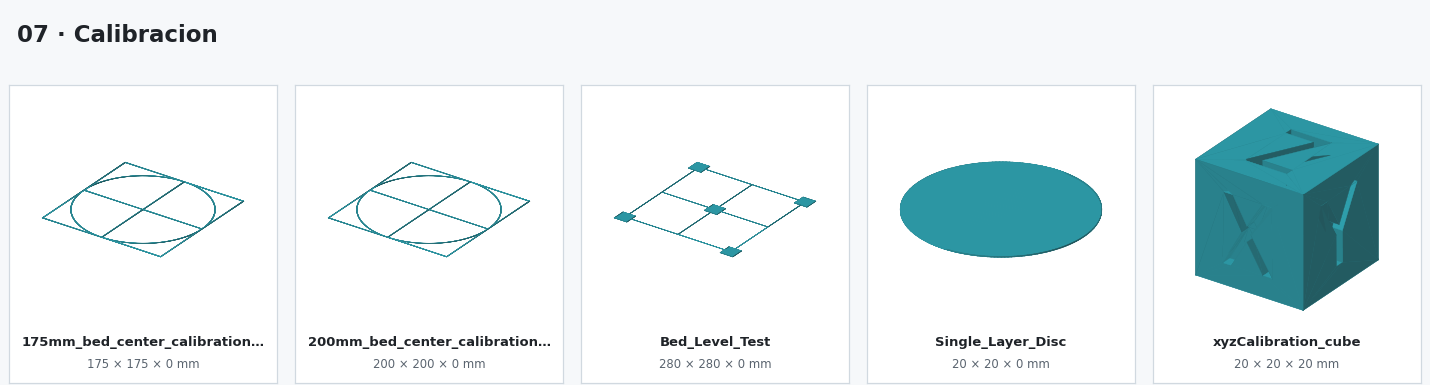 07 · Calibracion
175mm_bed_center_calibration...
175 × 175 × 0 mm
200mm_bed_center_calibration...
200 × 200 × 0 mm
Bed_Level_Test
280 × 280 × 0 mm
Single_Layer_Disc
20 × 20 × 0 mm
xyzCalibration_cube
20 × 20 × 20 mm
Z
X
Y